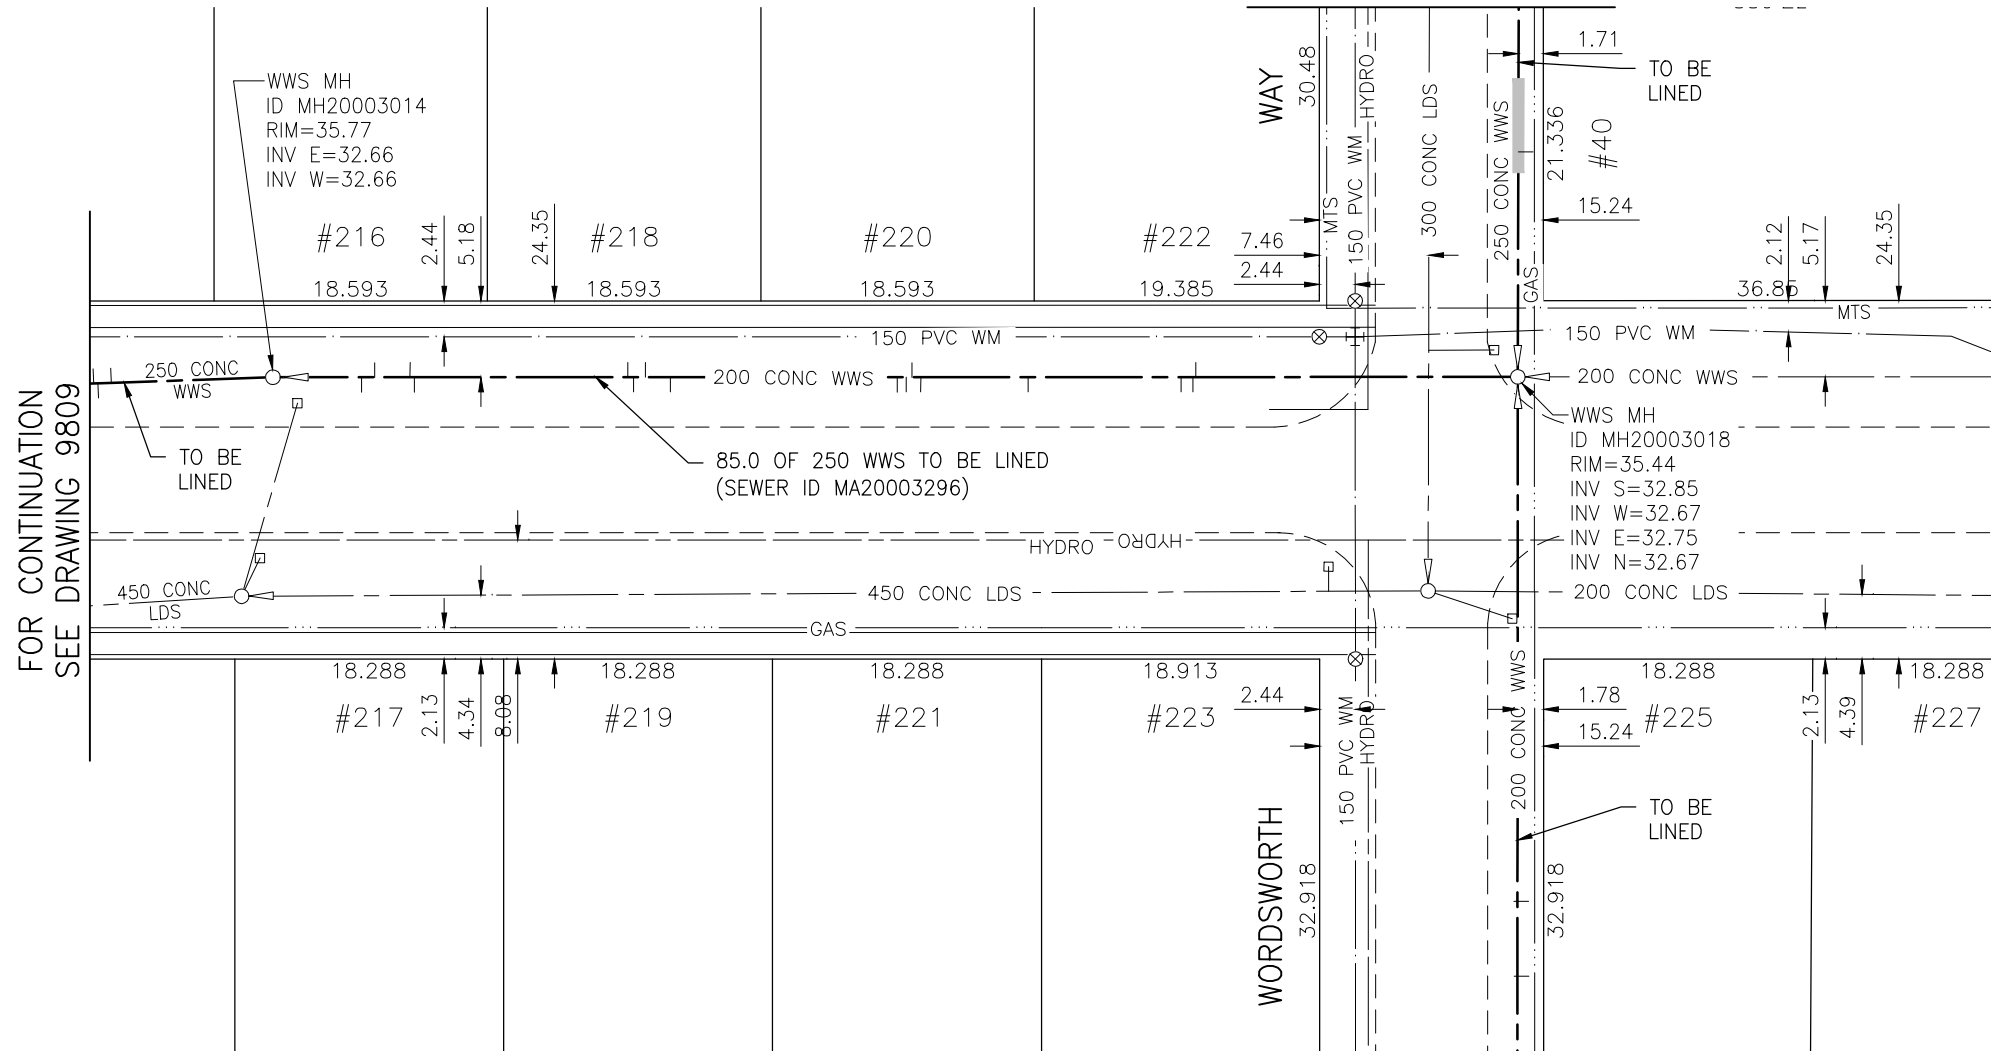 WWS MH
ID MH20003014
RIM=35.77
INV E=32.66
INV W=32.66
WAY
30.48
MTS
150 PVC WM
HYDRO
300 CONC LDS
250 CONC WWS
1.71
TO BE
LINED
21.336
#40
15.24
#216
2.44
5.18
24.35
#218
#220
#222
7.46
2.44
18.593
18.593
18.593
19.385
GAS
36.85
2.12
5.17
24.35
MTS
150 PVC WM
150 PVC WM
250 CONC
WWS
200 CONC WWS
200 CONC WWS
FOR CONTINUATION
SEE DRAWING 9809
TO BE
LINED
85.0 OF 250 WWS TO BE LINED
(SEWER ID MA20003296)
WWS MH
ID MH20003018
RIM=35.44
INV S=32.85
INV W=32.67
INV E=32.75
INV N=32.67
HYDRO
HYDRO
450 CONC
LDS
450 CONC LDS
200 CONC LDS
GAS
18.288
18.288
18.288
18.913
18.288
18.288
#217
2.13
4.34
8.08
#219
#221
#223
2.44
150 PVC WM
HYDRO
200 CONC WWS
1.78
15.24
#225
2.13
4.39
#227
TO BE
LINED
WORDSWORTH
32.918
32.918